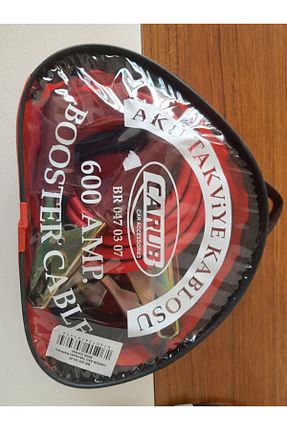 AKÜ TAKVİYE KABLOSU
CARUB
CAR ACCESSORIES
BR 047 03 07
600 AMP.
BOOSTER CABLE